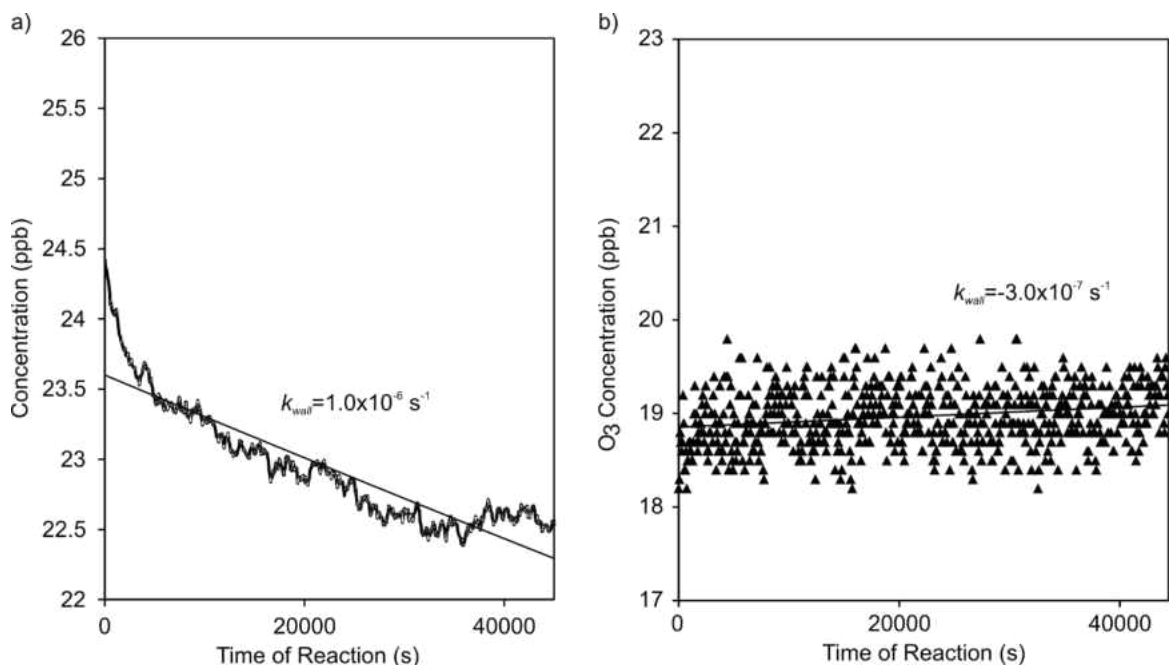 a)
Concentration (ppb)
26
25.5
25
24.5
24
23.5
23
22.5
22
k_wall=1.0x10⁻⁶ s⁻¹
0
20000
40000
Time of Reaction (s)
b)
O₃ Concentration (ppb)
23
22
21
20
19
18
17
k_wall=-3.0x10⁻⁷ s⁻¹
0
20000
40000
Time of Reaction (s)